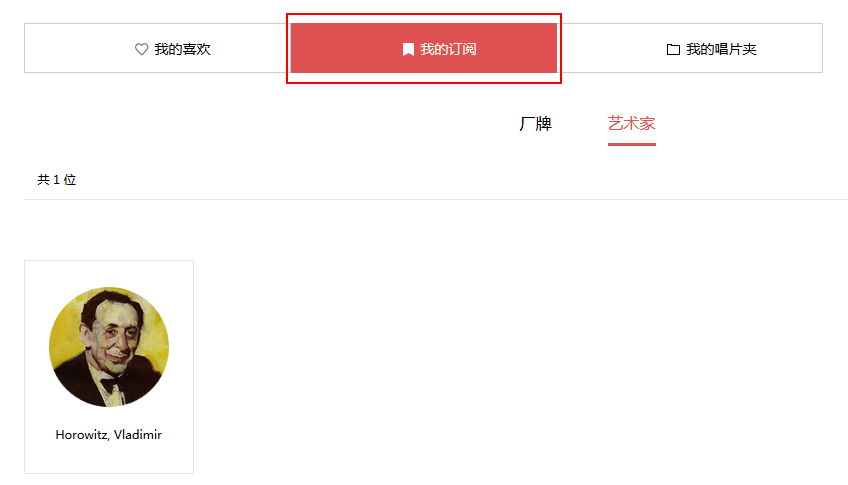 我的喜欢 我的订阅 我的唱片夹
厂牌 艺术家
共 1 位
Horowitz, Vladimir